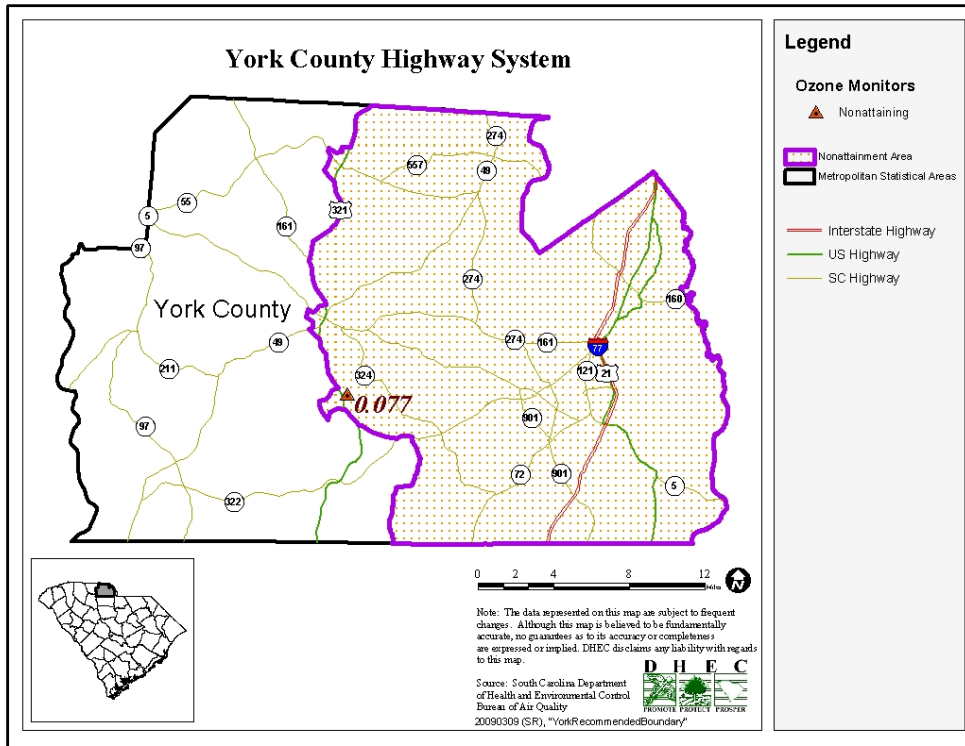 York County Highway System
274
557
49
55
5
321
161
97
274
160
York County
49
274
161
77
211
324
121
21
0.077
901
97
72
901
5
322
0 2 4 8 12
Miles
N
Note: The data represented on this map are subject to frequent
changes. Although this map is believed to be fundamentally
accurate, no guarantees as to its accuracy or completeness
are expressed or implied. DHEC disclaims any liability with regards
to this map.
D H E C
PROMOTE PROTECT PROSPER
Source: South Carolina Department
of Health and Environmental Control
Bureau of Air Quality
20090309 (SR), "YorkRecommendedBoundary"
Legend
Ozone Monitors
Nonattaining
Nonattainment Area
Metropolitan Statistical Areas
Interstate Highway
US Highway
SC Highway